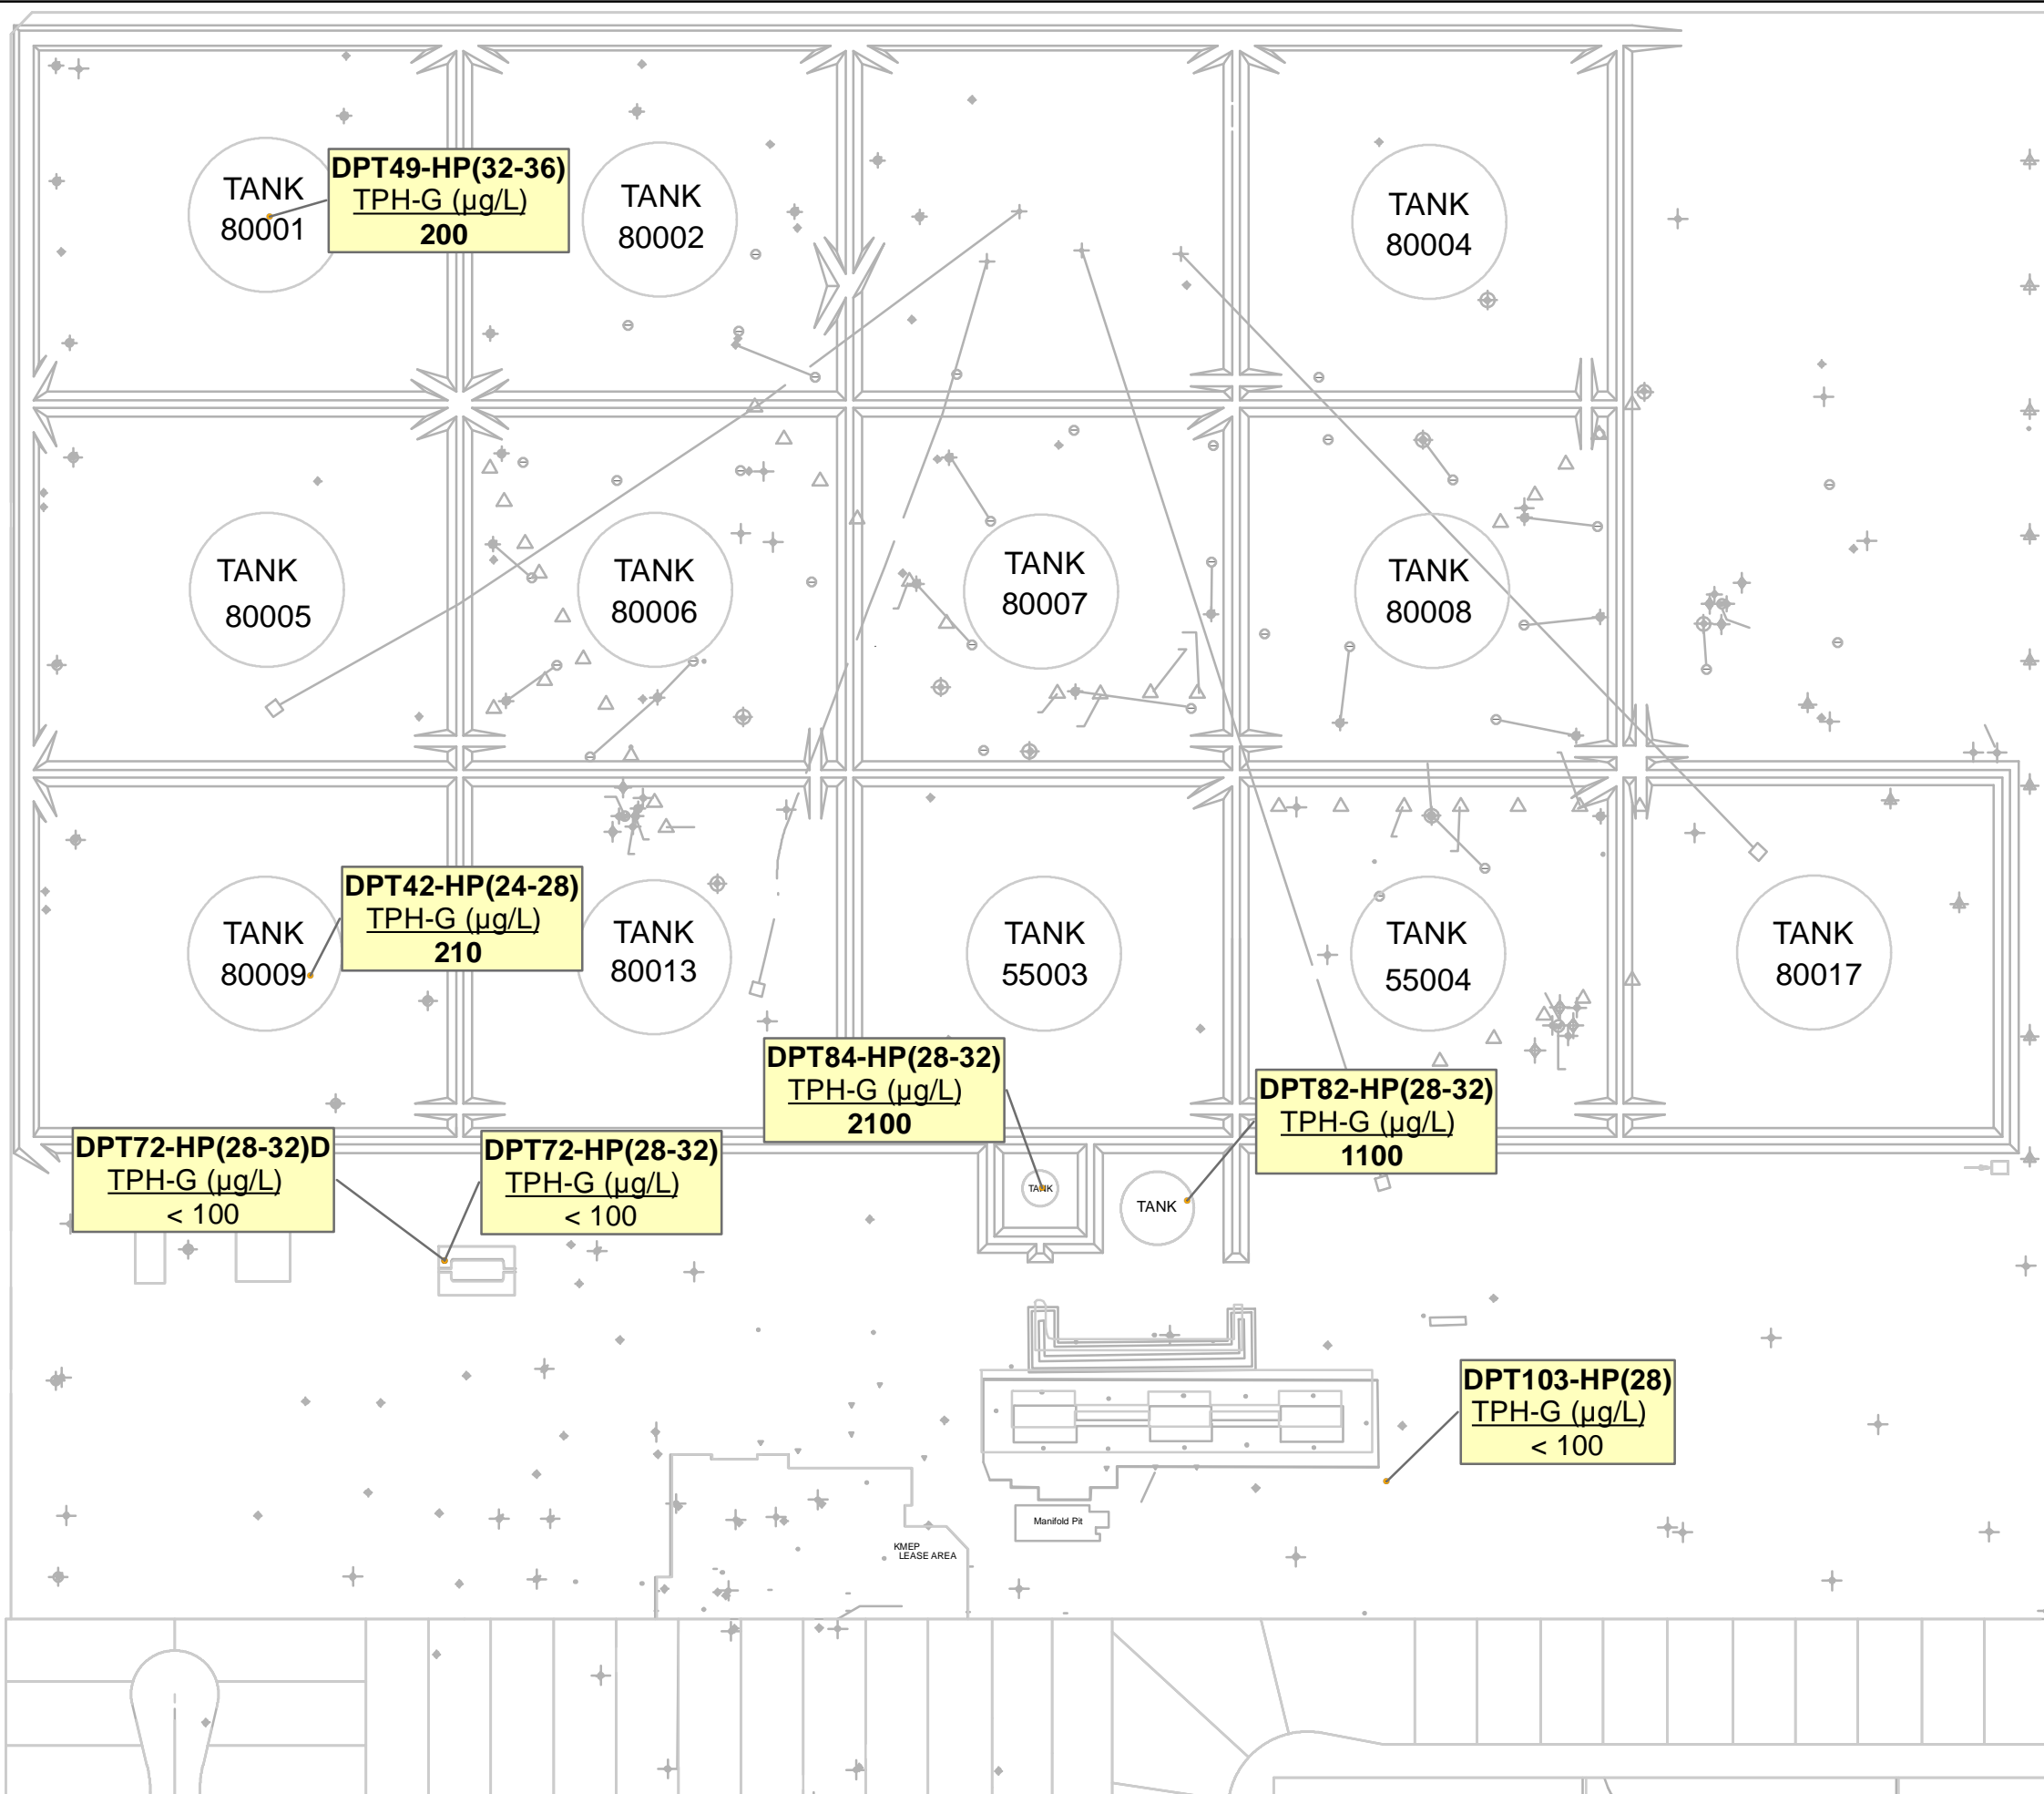 TANK
80001
DPT49-HP(32-36)
TPH-G (µg/L)
200
TANK
80002
TANK
80004
TANK
80005
TANK
80006
TANK
80007
TANK
80008
TANK
80009
DPT42-HP(24-28)
TPH-G (µg/L)
210
TANK
80013
TANK
55003
TANK
55004
TANK
80017
DPT84-HP(28-32)
TPH-G (µg/L)
2100
DPT82-HP(28-32)
TPH-G (µg/L)
1100
DPT72-HP(28-32)D
TPH-G (µg/L)
< 100
DPT72-HP(28-32)
TPH-G (µg/L)
< 100
TANK
TANK
DPT103-HP(28)
TPH-G (µg/L)
< 100
Manifold Pit
KMEP
LEASE AREA